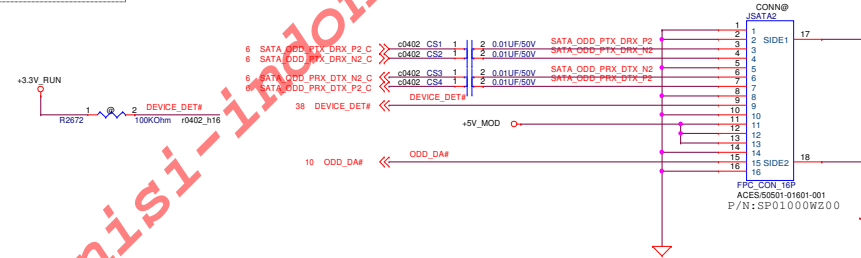 CONN@
JSATA2
1 1
2 2 SIDE1 17
3 3
4 4
5 5
6 6
7 7
8 8
9 9
10 10
11 11
12 12
13 13
14 14
15 15 SIDE2 18
16 16
FPC_CON_16P
ACES/50501-01601-001
P/N:SP01000WZ00
6 SATA_ODD_PTX_DRX_P2_C c0402 CS1 1 2 0.01UF/50V SATA_ODD_PTX_DRX_P2
6 SATA_ODD_PTX_DRX_N2_C c0402 CS2 1 2 0.01UF/50V SATA_ODD_PTX_DRX_N2
6 SATA_ODD_PRX_DTX_N2_C c0402 CS3 1 2 0.01UF/50V SATA_ODD_PRX_DTX_N2
6 SATA_ODD_PRX_DTX_P2_C c0402 CS4 1 2 0.01UF/50V SATA_ODD_PRX_DTX_P2
DEVICE_DET#
38 DEVICE_DET#
+5V_MOD
10 ODD_DA# ODD_DA#
+3.3V_RUN
1 @ 2 DEVICE_DET#
R2672 100KOhm r0402_h16
nisi-indon